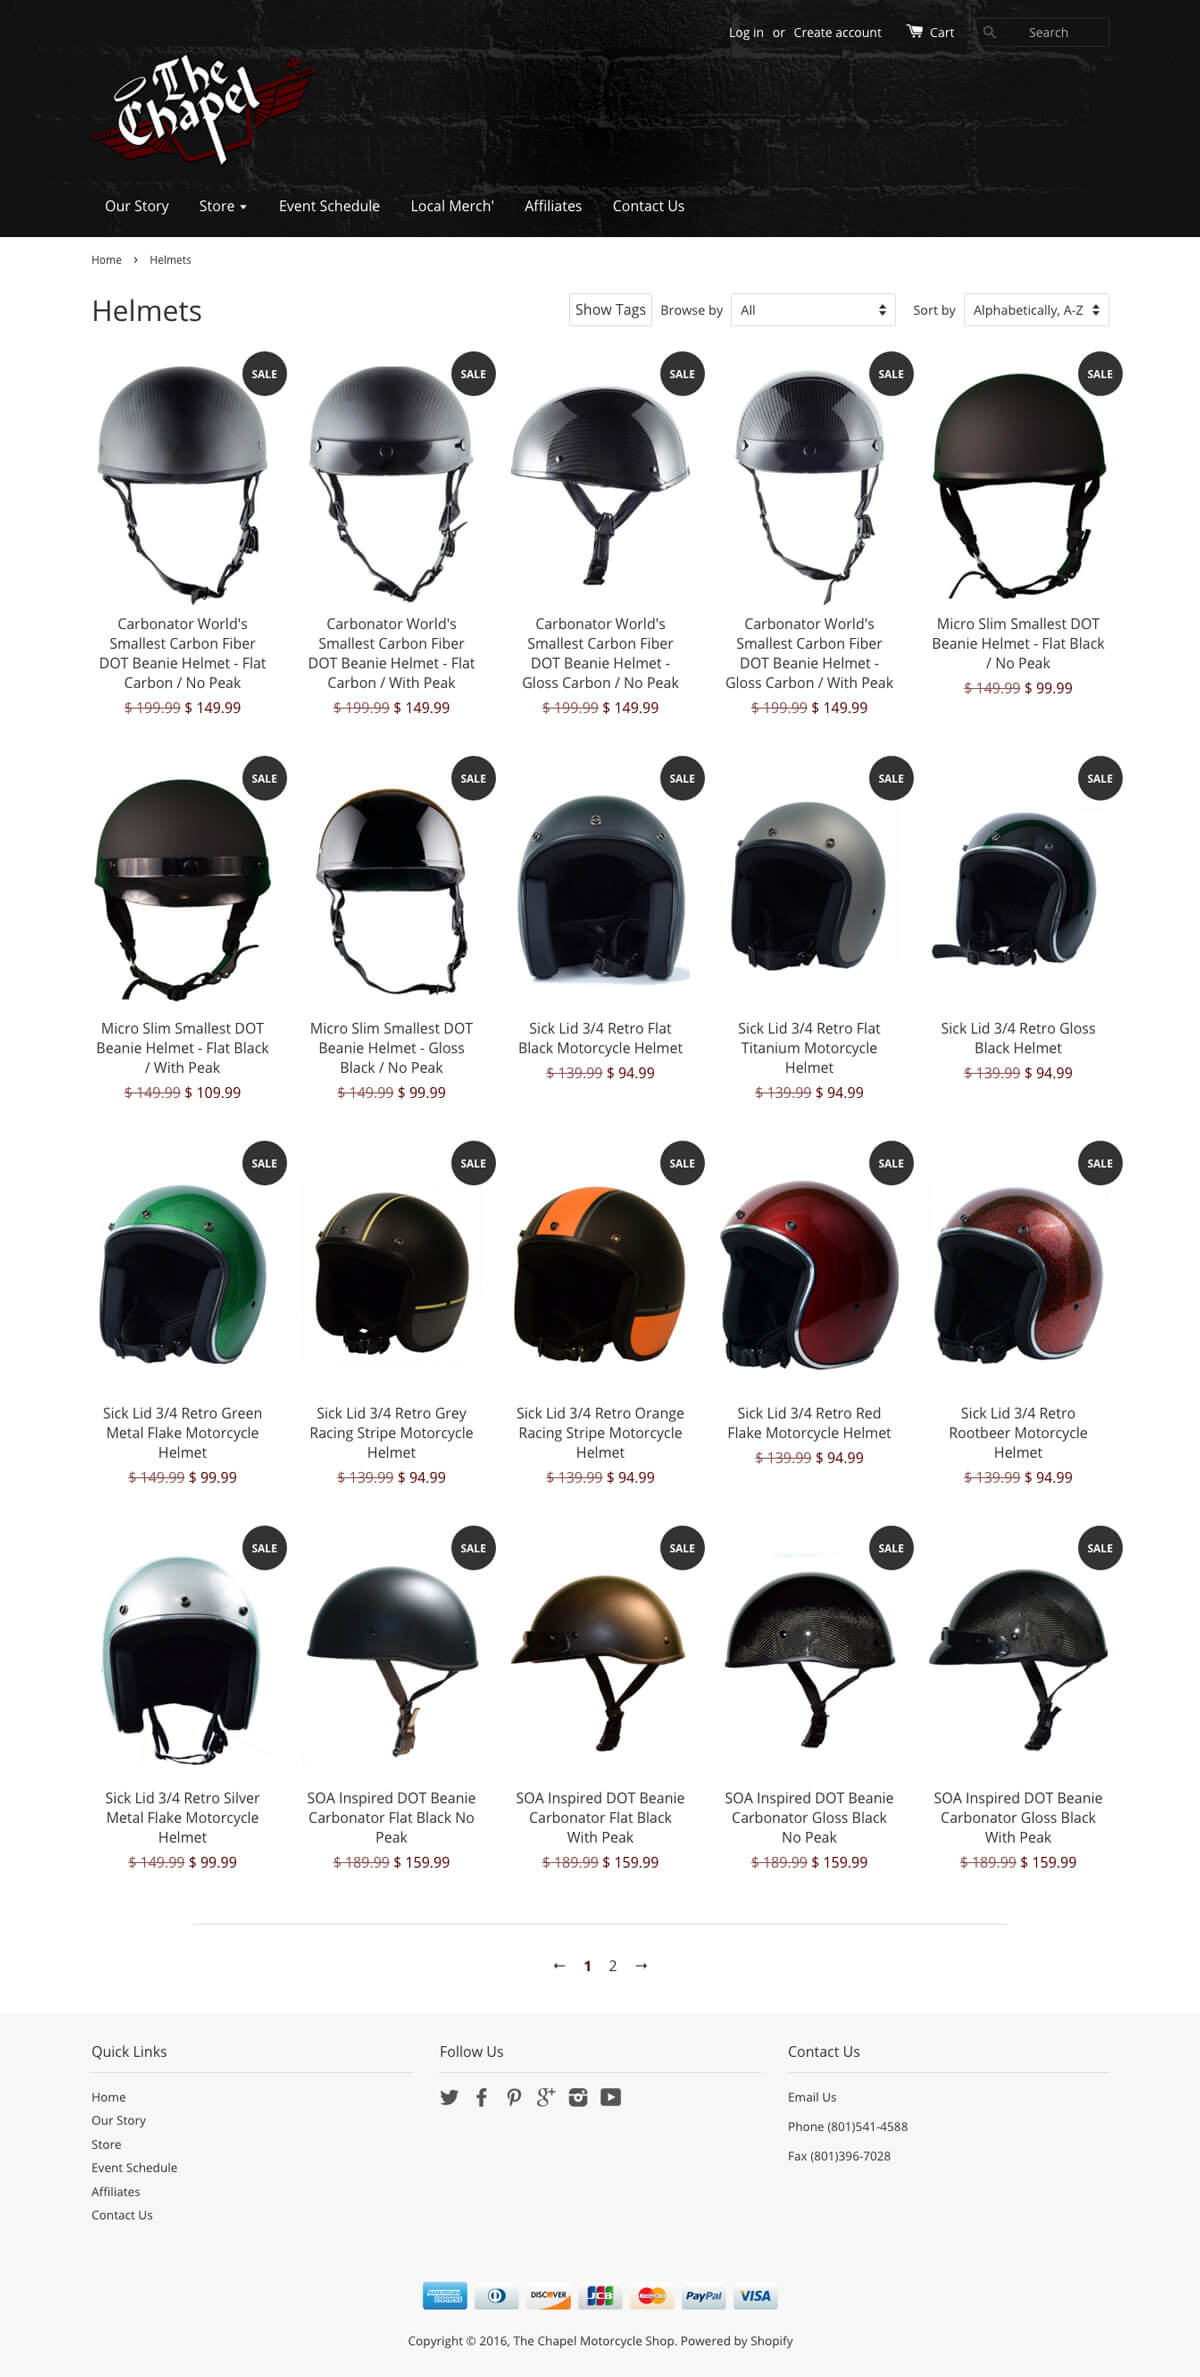 Log in or Create account Cart Search
The
Chapel
Our Story Store Event Schedule Local Merch' Affiliates Contact Us
Home › Helmets
Helmets Show Tags Browse by All Sort by Alphabetically, A-Z
SALE SALE SALE SALE SALE
Carbonator World's
Smallest Carbon Fiber
DOT Beanie Helmet - Flat
Carbon / No Peak
$ 199.99 $ 149.99
Carbonator World's
Smallest Carbon Fiber
DOT Beanie Helmet - Flat
Carbon / With Peak
$ 199.99 $ 149.99
Carbonator World's
Smallest Carbon Fiber
DOT Beanie Helmet -
Gloss Carbon / No Peak
$ 199.99 $ 149.99
Carbonator World's
Smallest Carbon Fiber
DOT Beanie Helmet -
Gloss Carbon / With Peak
$ 199.99 $ 149.99
Micro Slim Smallest DOT
Beanie Helmet - Flat Black
/ No Peak
$ 149.99 $ 99.99
SALE SALE SALE SALE SALE
Micro Slim Smallest DOT
Beanie Helmet - Flat Black
/ With Peak
$ 149.99 $ 109.99
Micro Slim Smallest DOT
Beanie Helmet - Gloss
Black / No Peak
$ 149.99 $ 99.99
Sick Lid 3/4 Retro Flat
Black Motorcycle Helmet
$ 139.99 $ 94.99
Sick Lid 3/4 Retro Flat
Titanium Motorcycle
Helmet
$ 139.99 $ 94.99
Sick Lid 3/4 Retro Gloss
Black Helmet
$ 139.99 $ 94.99
SALE SALE SALE SALE SALE
Sick Lid 3/4 Retro Green
Metal Flake Motorcycle
Helmet
$ 149.99 $ 99.99
Sick Lid 3/4 Retro Grey
Racing Stripe Motorcycle
Helmet
$ 139.99 $ 94.99
Sick Lid 3/4 Retro Orange
Racing Stripe Motorcycle
Helmet
$ 139.99 $ 94.99
Sick Lid 3/4 Retro Red
Flake Motorcycle Helmet
$ 139.99 $ 94.99
Sick Lid 3/4 Retro
Rootbeer Motorcycle
Helmet
$ 139.99 $ 94.99
SALE SALE SALE SALE SALE
Sick Lid 3/4 Retro Silver
Metal Flake Motorcycle
Helmet
$ 149.99 $ 99.99
SOA Inspired DOT Beanie
Carbonator Flat Black No
Peak
$ 189.99 $ 159.99
SOA Inspired DOT Beanie
Carbonator Flat Black
With Peak
$ 189.99 $ 159.99
SOA Inspired DOT Beanie
Carbonator Gloss Black
No Peak
$ 189.99 $ 159.99
SOA Inspired DOT Beanie
Carbonator Gloss Black
With Peak
$ 189.99 $ 159.99
← 1 2 →
Quick Links
Home
Our Story
Store
Event Schedule
Affiliates
Contact Us
Follow Us
Contact Us
Email Us
Phone (801)541-4588
Fax (801)396-7028
AMERICAN EXPRESS DISCOVER JCB MasterCard PayPal VISA
Copyright © 2016, The Chapel Motorcycle Shop. Powered by Shopify